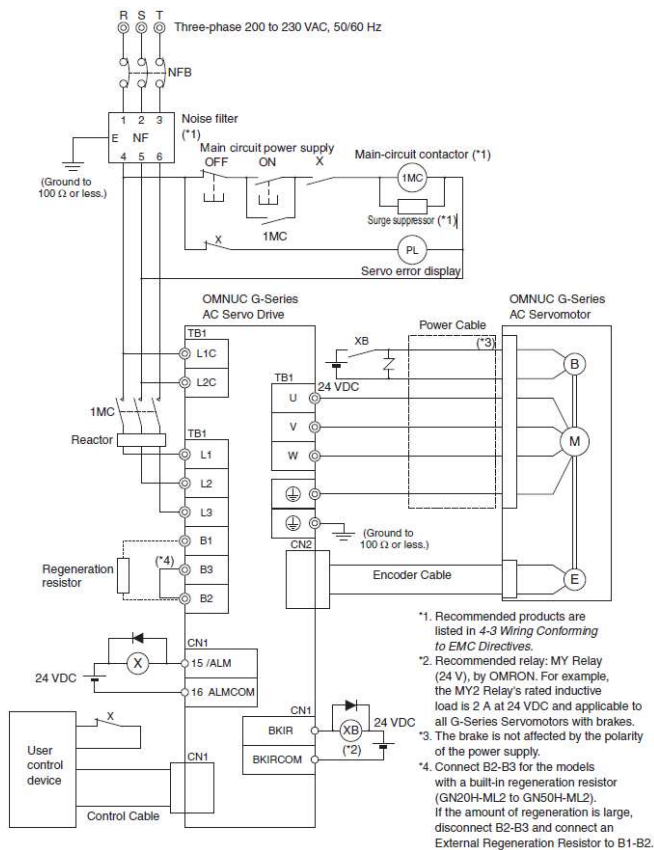 R S T
Three-phase 200 to 230 VAC, 50/60 Hz
NFB
1 2 3
E NF
4 5 6
Noise filter
(*1)
(Ground to
100 Ω or less.)
Main circuit power supply
OFF ON X
Main-circuit contactor (*1)
1MC
Surge suppressor (*1)
1MC
X
PL
Servo error display
OMNUC G-Series
AC Servo Drive
OMNUC G-Series
AC Servomotor
TB1
L1C
L2C
1MC
Reactor
TB1
L1
L2
L3
B1
B3
B2
(*4)
Regeneration
resistor
XB
24 VDC
Power Cable
(*3)
B
TB1
U
V
W
M
(Ground to
100 Ω or less.)
CN2
Encoder Cable
E
CN1
15 /ALM
16 ALMCOM
X
24 VDC
X
User
control
device
CN1
Control Cable
CN1
BKIR
BKIRCOM
XB
(*2)
24 VDC
*1. Recommended products are
listed in 4-3 Wiring Conforming
to EMC Directives.
*2. Recommended relay: MY Relay
(24 V), by OMRON. For example,
the MY2 Relay's rated inductive
load is 2 A at 24 VDC and applicable to
all G-Series Servomotors with brakes.
*3. The brake is not affected by the polarity
of the power supply.
*4. Connect B2-B3 for the models
with a built-in regeneration resistor
(GN20H-ML2 to GN50H-ML2).
If the amount of regeneration is large,
disconnect B2-B3 and connect an
External Regeneration Resistor to B1-B2.